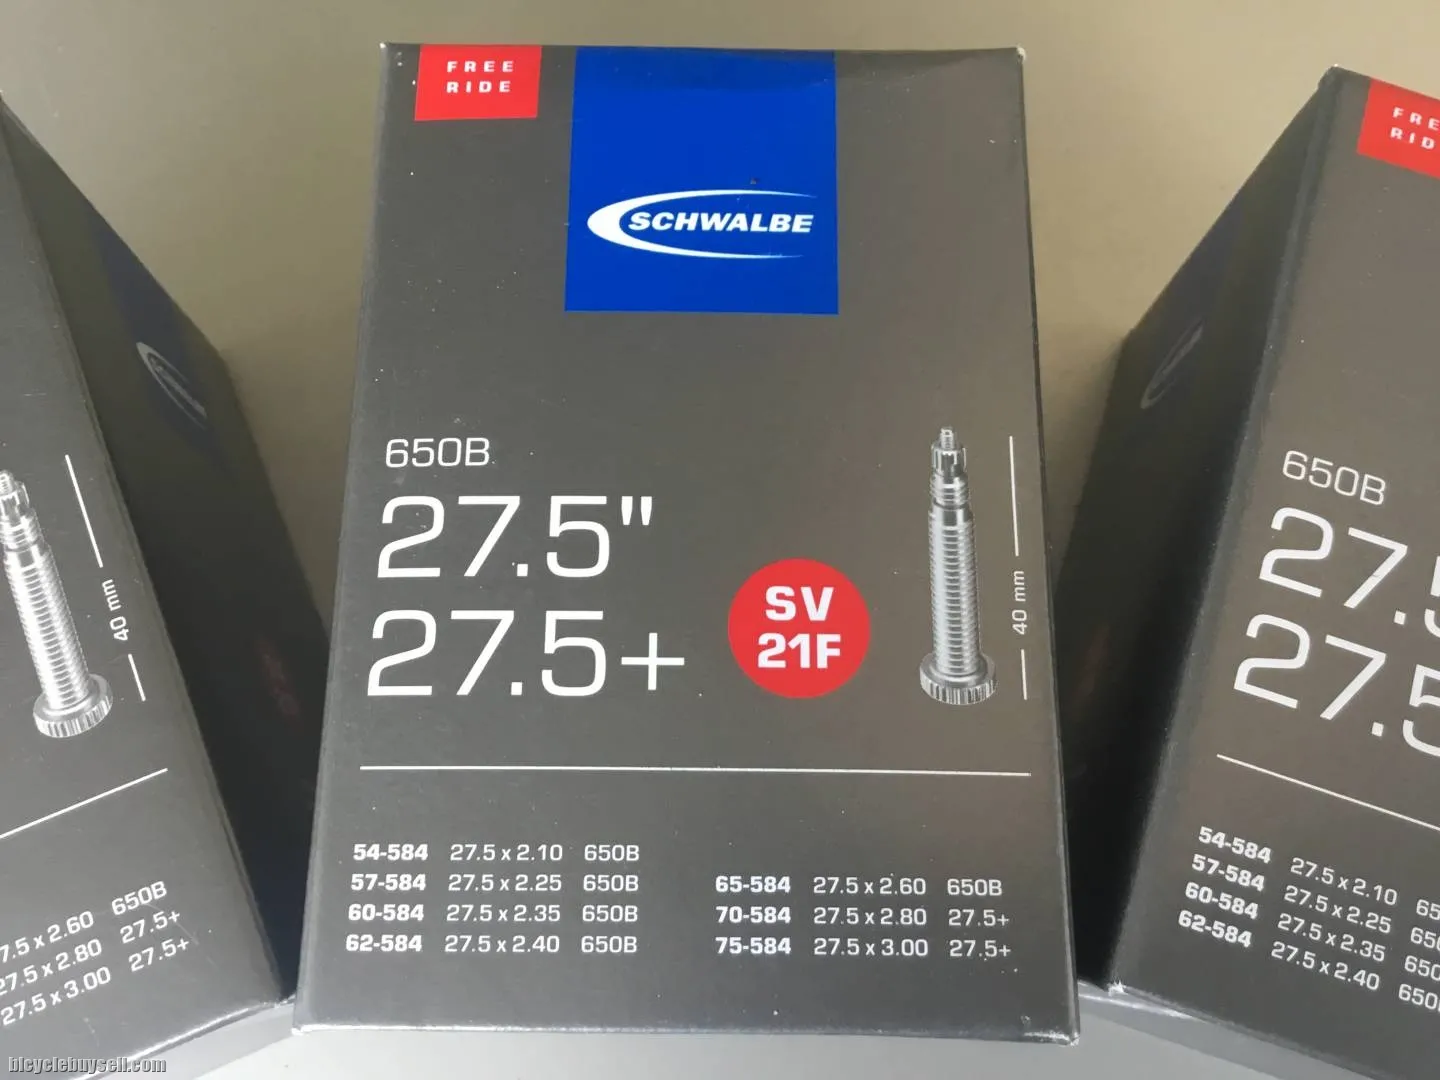 FREE
RIDE
SCHWALBE
650B
27.5"
27.5+
SV
21F
40 mm
54-584 27.5 x 2.10 650B
57-584 27.5 x 2.25 650B
60-584 27.5 x 2.35 650B
62-584 27.5 x 2.40 650B
65-584 27.5 x 2.60 650B
70-584 27.5 x 2.80 27.5+
75-584 27.5 x 3.00 27.5+
SCHWALBE
40 mm
x 2.60 650B
27.5 x 2.80 27.5+
27.5 x 3.00 27.5+
650B
54-584 27.5 x 2.10
57-584 27.5 x 2.25
60-584 27.5 x 2.35
62-584 27.5 x 2.40 650
bicyclebuysell.com